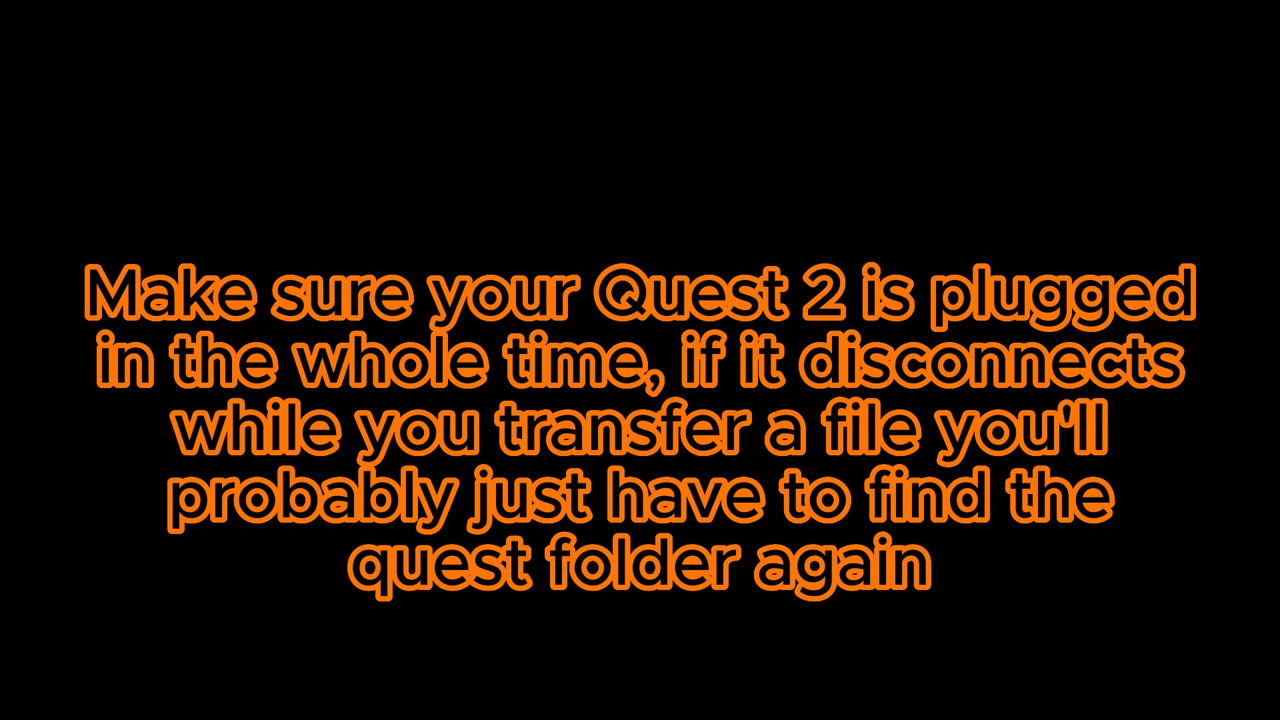 Make sure your Quest 2 is plugged
in the whole time, if it disconnects
while you transfer a file you'll
probably just have to find the
quest folder again